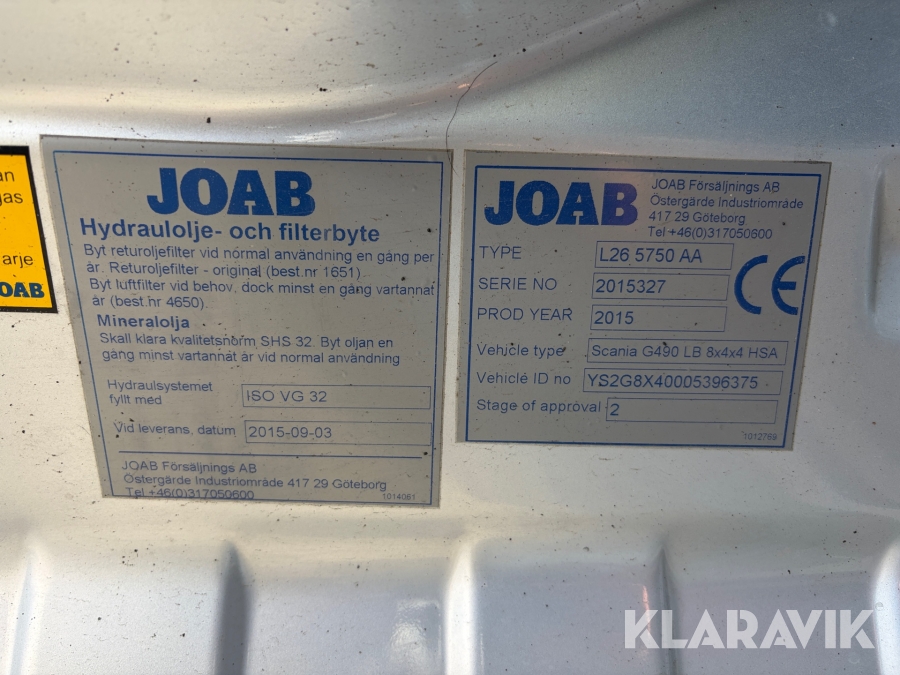 an
gas
arje
OAB
JOAB
Hydraulolje- och filterbyte
Byt returoljefilter vid normal användning en gång per
år. Returoljefilter - original (best.nr 1651).
Byt luftfilter vid behov, dock minst en gång vartannat
år (best.nr 4650).
Mineralolja
Skall klara kvalitetsnorm SHS 32. Byt oljan en
gång minst vartannat år vid normal användning
Hydraulsystemet
fyllt med
ISO VG 32
Vid leverans, datum
2015-09-03
JOAB Försäljnings AB
Östergärde Industriområde 417 29 Göteborg
Tel +46(0)317050600
1014061
JOAB
JOAB Försäljnings AB
Östergärde Industriområde
417 29 Göteborg
Tel +46(0)317050600
TYPE L26 5750 AA
SERIE NO 2015327
PROD YEAR 2015
CE
Vehicle type Scania G490 LB 8x4x4 HSA
Vehicle ID no YS2G8X40005396375
Stage of approval 2
1012769
KLARAVIK